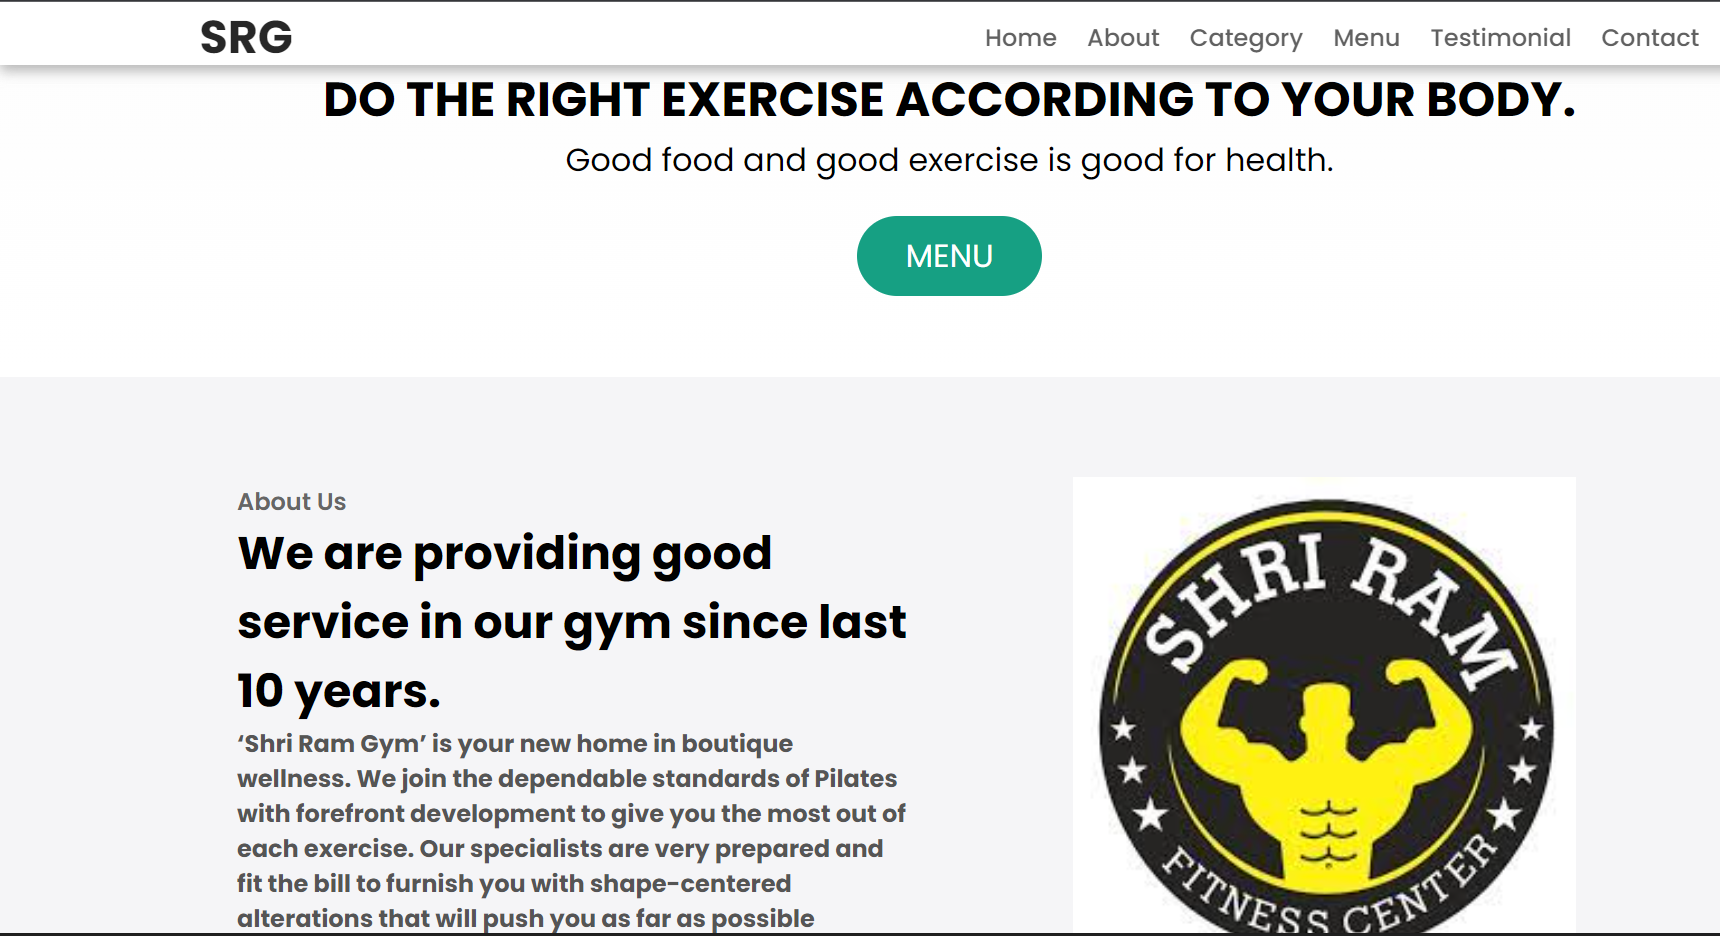 SRG
Home About Category Menu Testimonial Contact
DO THE RIGHT EXERCISE ACCORDING TO YOUR BODY.
Good food and good exercise is good for health.
MENU
About Us
We are providing good
service in our gym since last
10 years.
‘Shri Ram Gym’ is your new home in boutique
wellness. We join the dependable standards of Pilates
with forefront development to give you the most out of
each exercise. Our specialists are very prepared and
fit the bill to furnish you with shape-centered
alterations that will push you as far as possible
SHRI RAM
FITNESS CENTER